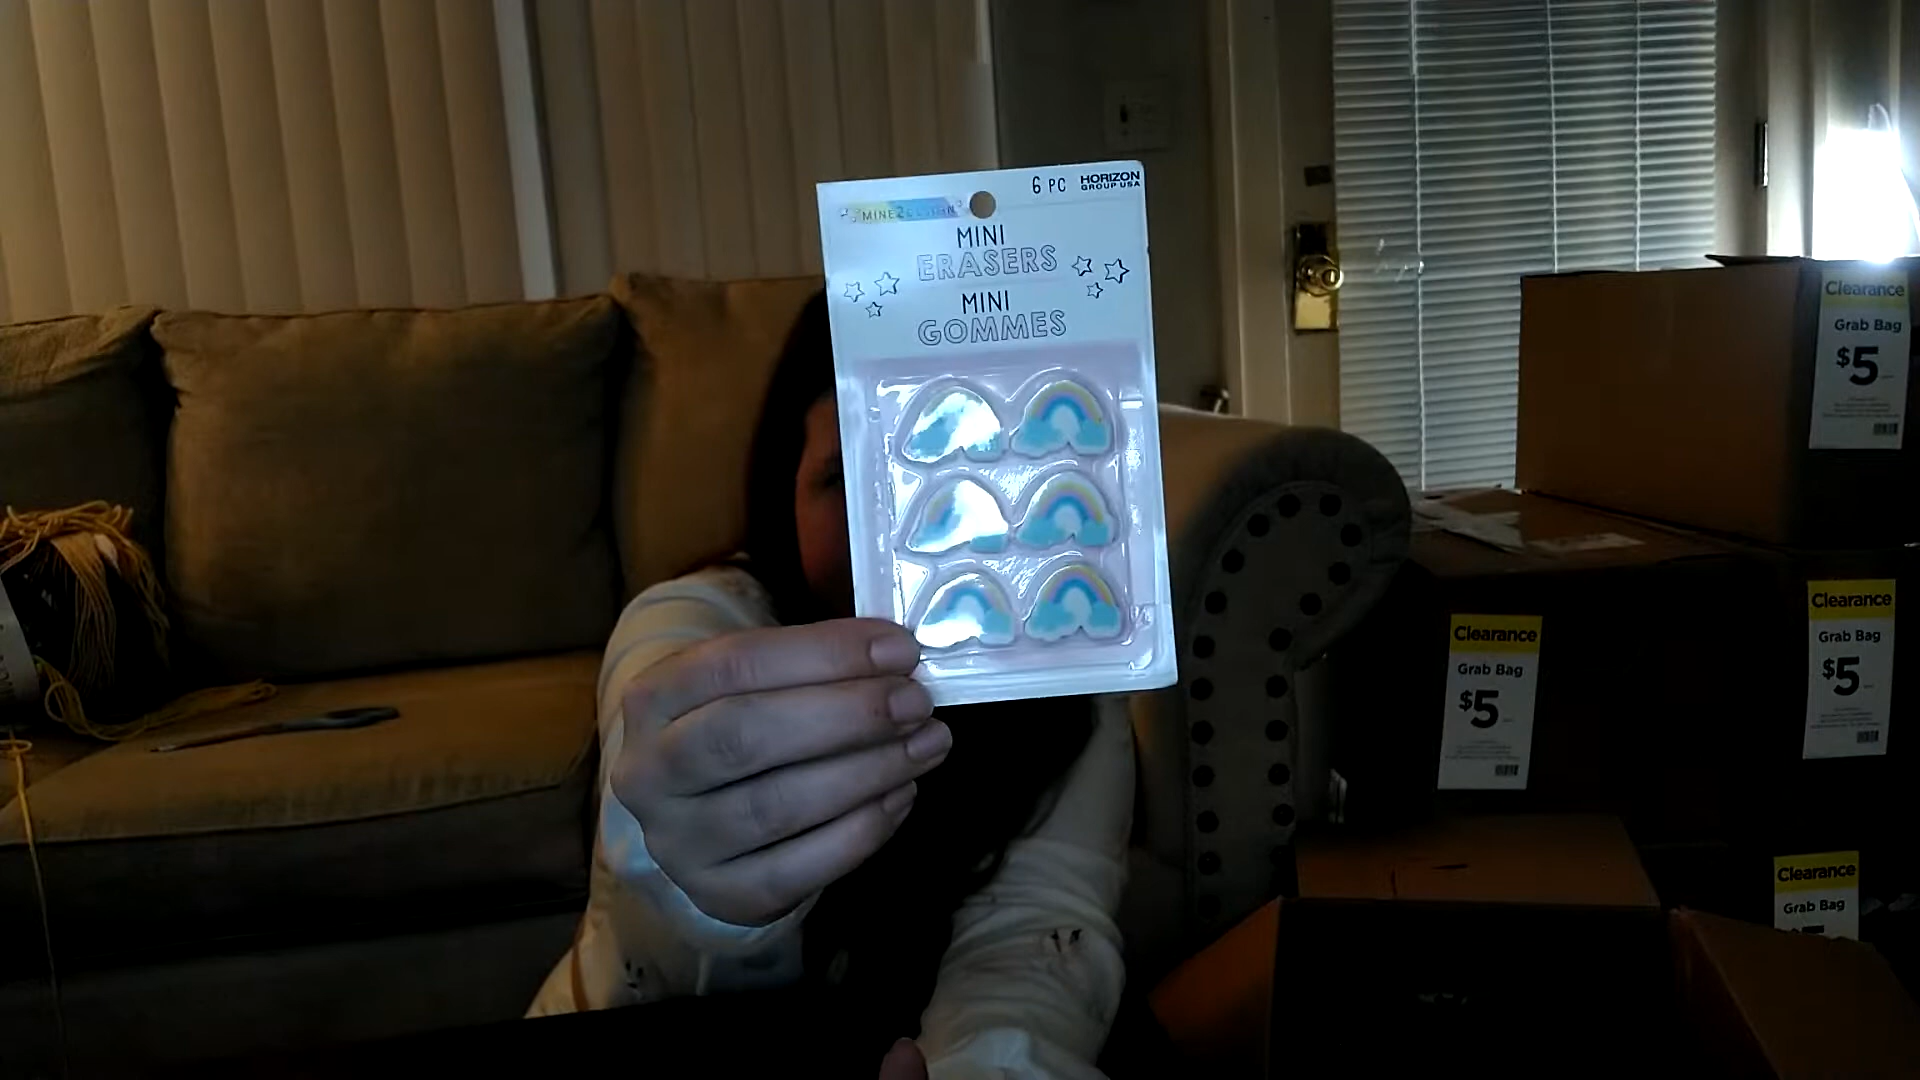 6 PC HORIZON
GROUP USA
MINE2DESIGN
MINI
ERASERS
MINI
GOMMES
Clearance
Grab Bag
$5
Clearance
Grab Bag
$5
Clearance
Grab Bag
$5
Clearance
Grab Bag